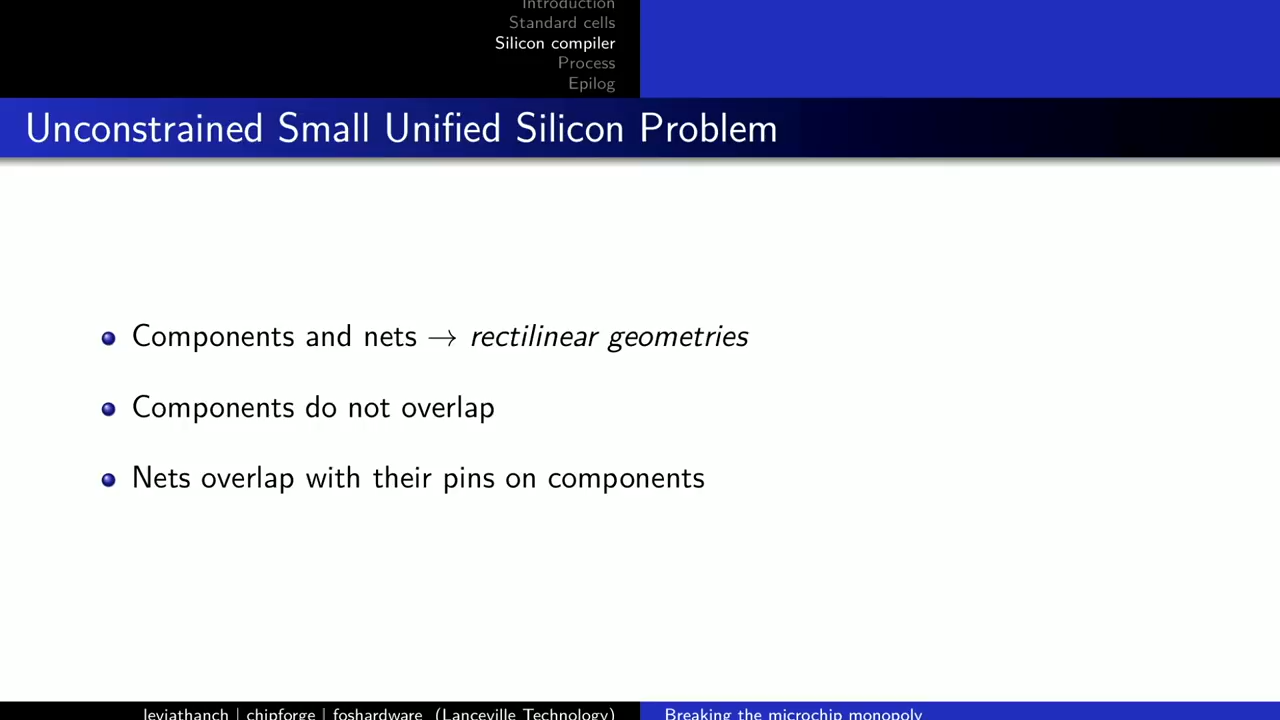 Introduction
Standard cells
Silicon compiler
Process
Epilog
Unconstrained Small Unified Silicon Problem
Components and nets → rectilinear geometries
Components do not overlap
Nets overlap with their pins on components
leviathanch | chipforge | foshardware (Lanceville Technology)
Breaking the microchip monopoly